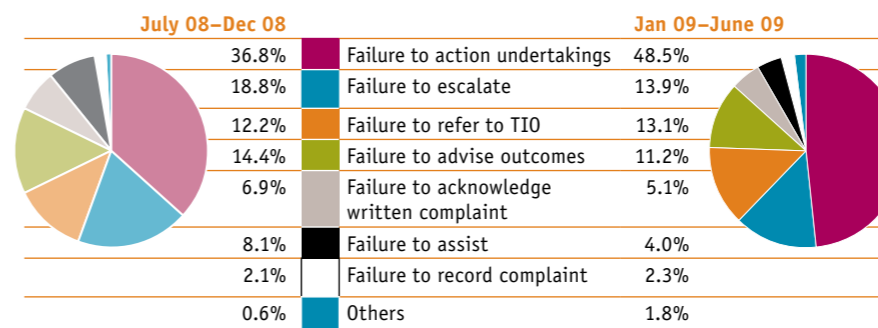 July 08–Dec 08 Jan 09–June 09
36.8% Failure to action undertakings 48.5%
18.8% Failure to escalate 13.9%
12.2% Failure to refer to TIO 13.1%
14.4% Failure to advise outcomes 11.2%
6.9% Failure to acknowledge 5.1%
written complaint
8.1% Failure to assist 4.0%
2.1% Failure to record complaint 2.3%
0.6% Others 1.8%